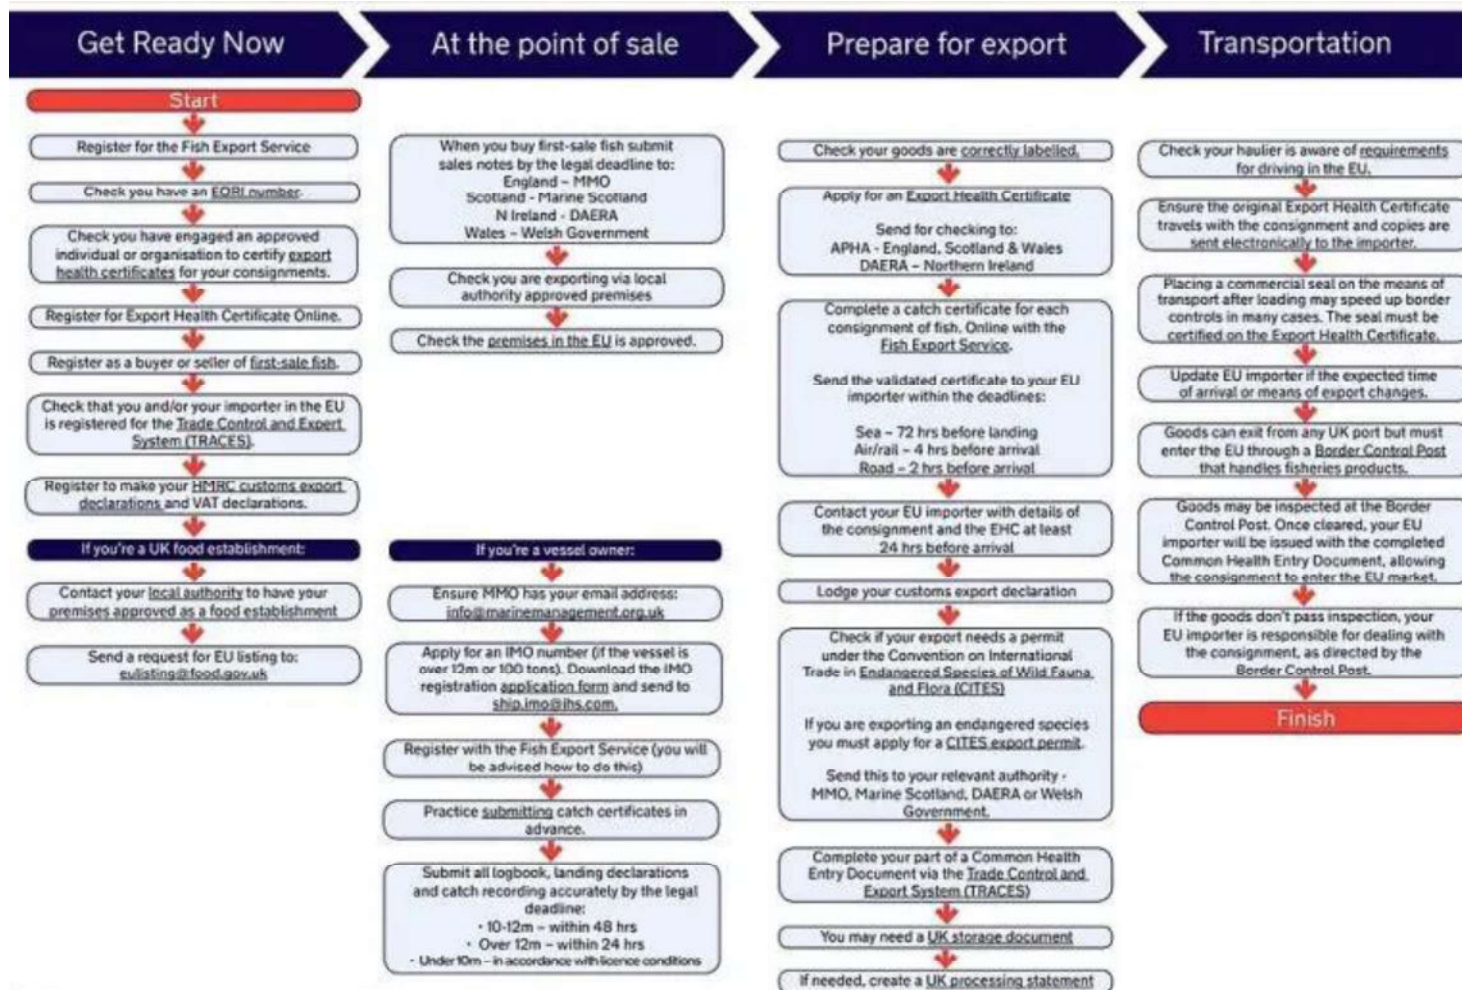 Get Ready Now
At the point of sale
Prepare for export
Transportation
Start
Register for the Fish Export Service
Check you have an EORI number.
Check you have engaged an approved
individual or organisation to certify export
health certificates for your consignments.
Register for Export Health Certificate Online.
Register as a buyer or seller of first-sale fish.
Check that you and/or your importer in the EU
is registered for the Trade Control and Expert
System (TRACES).
Register to make your HMRC customs export
declarations and VAT declarations.
If you're a UK food establishment:
Contact your local authority to have your
premises approved as a food establishment
Send a request for EU listing to:
eulisting@food.gov.uk
When you buy first-sale fish submit
sales notes by the legal deadline to:
England – MMO
Scotland - Marine Scotland
N Ireland - DAERA
Wales – Welsh Government
Check you are exporting via local
authority approved premises
Check the premises in the EU is approved.
If you're a vessel owner:
Ensure MMO has your email address:
info@marinemanagement.org.uk
Apply for an IMO number (if the vessel is
over 12m or 100 tons). Download the IMO
registration application form and send to
ship.imo@ihs.com.
Register with the Fish Export Service (you will
be advised how to do this)
Practice submitting catch certificates in
advance.
Submit all logbook, landing declarations
and catch recording accurately by the legal
deadline:
• 10-12m – within 48 hrs
• Over 12m – within 24 hrs
• Under 10m – in accordance with licence conditions
Check your goods are correctly labelled.
Apply for an Export Health Certificate
Send for checking to:
APHA - England, Scotland & Wales
DAERA – Northern Ireland
Complete a catch certificate for each
consignment of fish. Online with the
Fish Export Service.
Send the validated certificate to your EU
importer within the deadlines:
Sea – 72 hrs before landing
Air/rail – 4 hrs before arrival
Road – 2 hrs before arrival
Contact your EU importer with details of
the consignment and the EHC at least
24 hrs before arrival
Lodge your customs export declaration
Check if your export needs a permit
under the Convention on International
Trade in Endangered Species of Wild Fauna
and Flora (CITES)
If you are exporting an endangered species
you must apply for a CITES export permit.
Send this to your relevant authority -
MMO, Marine Scotland, DAERA or Welsh
Government.
Complete your part of a Common Health
Entry Document via the Trade Control and
Export System (TRACES)
You may need a UK storage document
If needed, create a UK processing statement
Check your haulier is aware of requirements
for driving in the EU.
Ensure the original Export Health Certificate
travels with the consignment and copies are
sent electronically to the importer.
Placing a commercial seal on the means of
transport after loading may speed up border
controls in many cases. The seal must be
certified on the Export Health Certificate.
Update EU importer if the expected time
of arrival or means of export changes.
Goods can exit from any UK port but must
enter the EU through a Border Control Post
that handles fisheries products.
Goods may be inspected at the Border
Control Post. Once cleared, your EU
importer will be issued with the completed
Common Health Entry Document, allowing
the consignment to enter the EU market.
If the goods don't pass inspection, your
EU importer is responsible for dealing with
the consignment, as directed by the
Border Control Post.
Finish